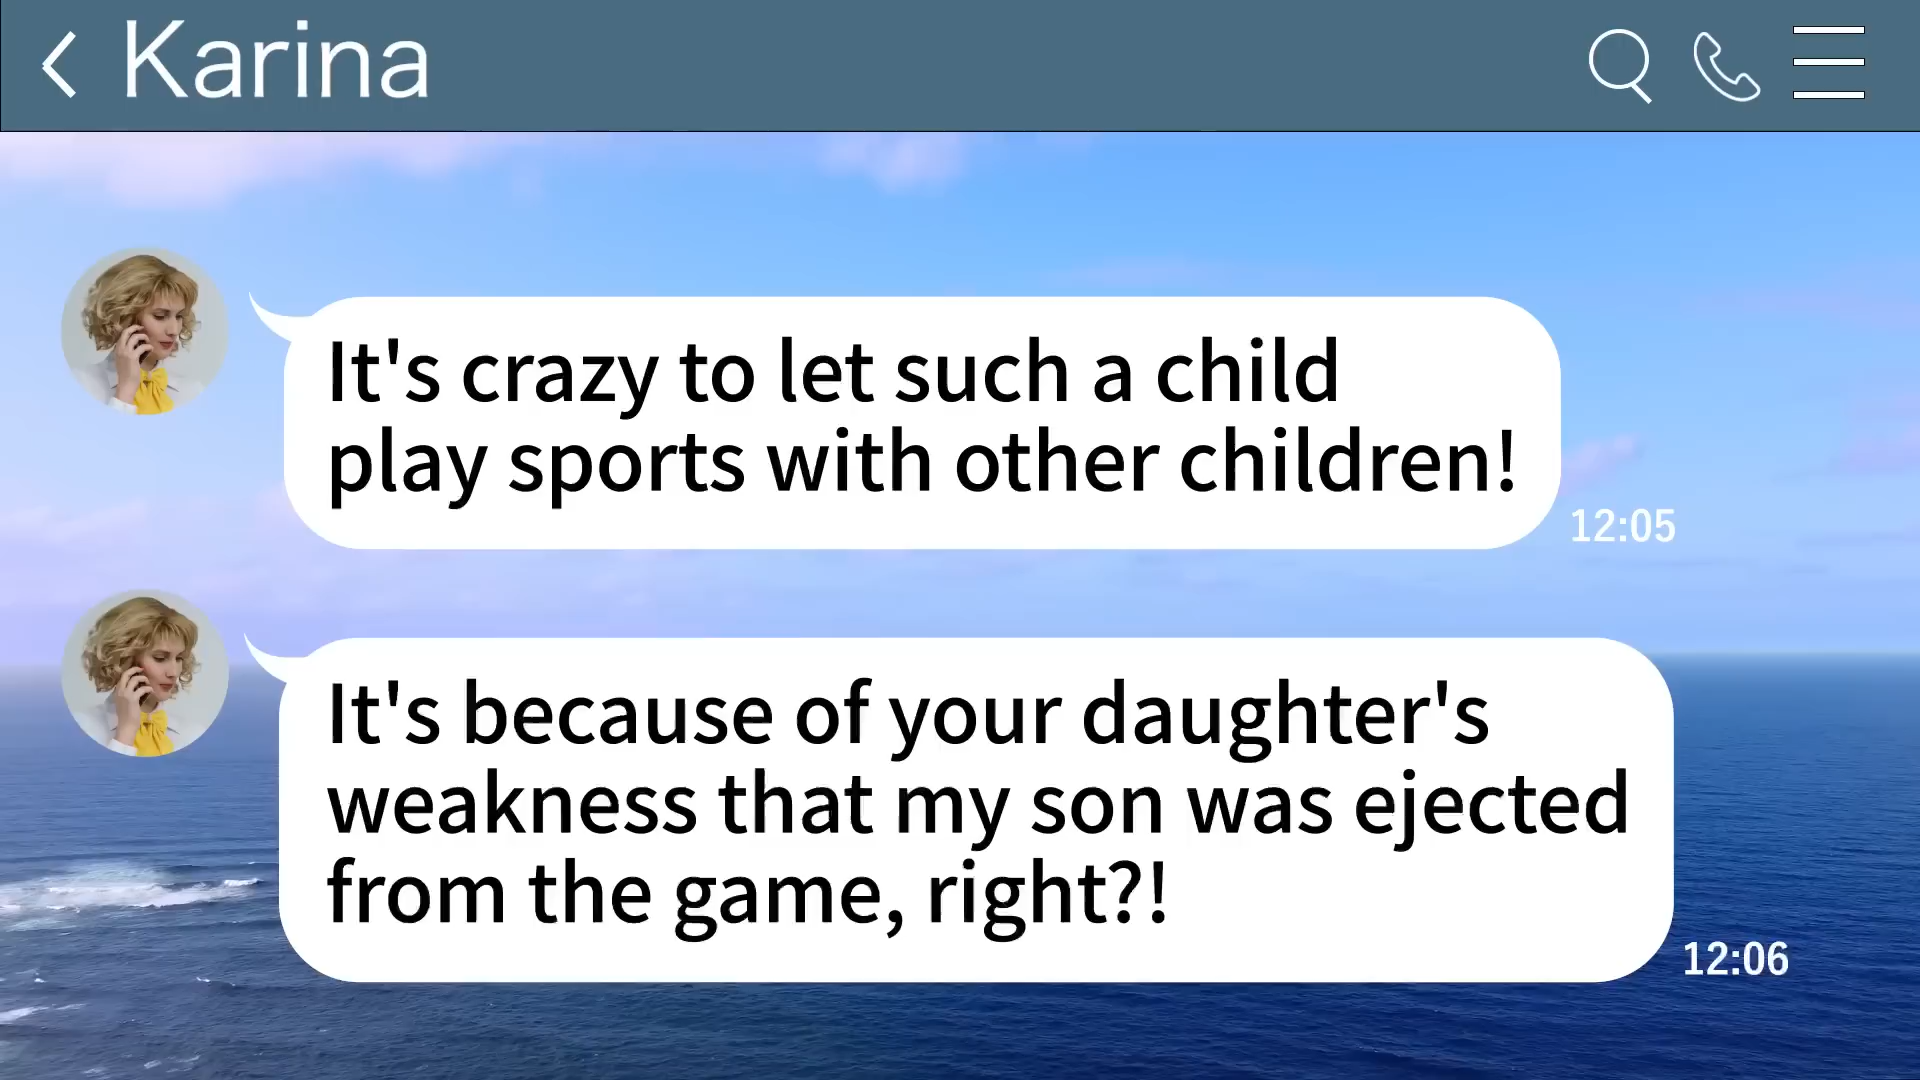 Karina
It's crazy to let such a child
play sports with other children!
12:05
It's because of your daughter's
weakness that my son was ejected
from the game, right?!
12:06